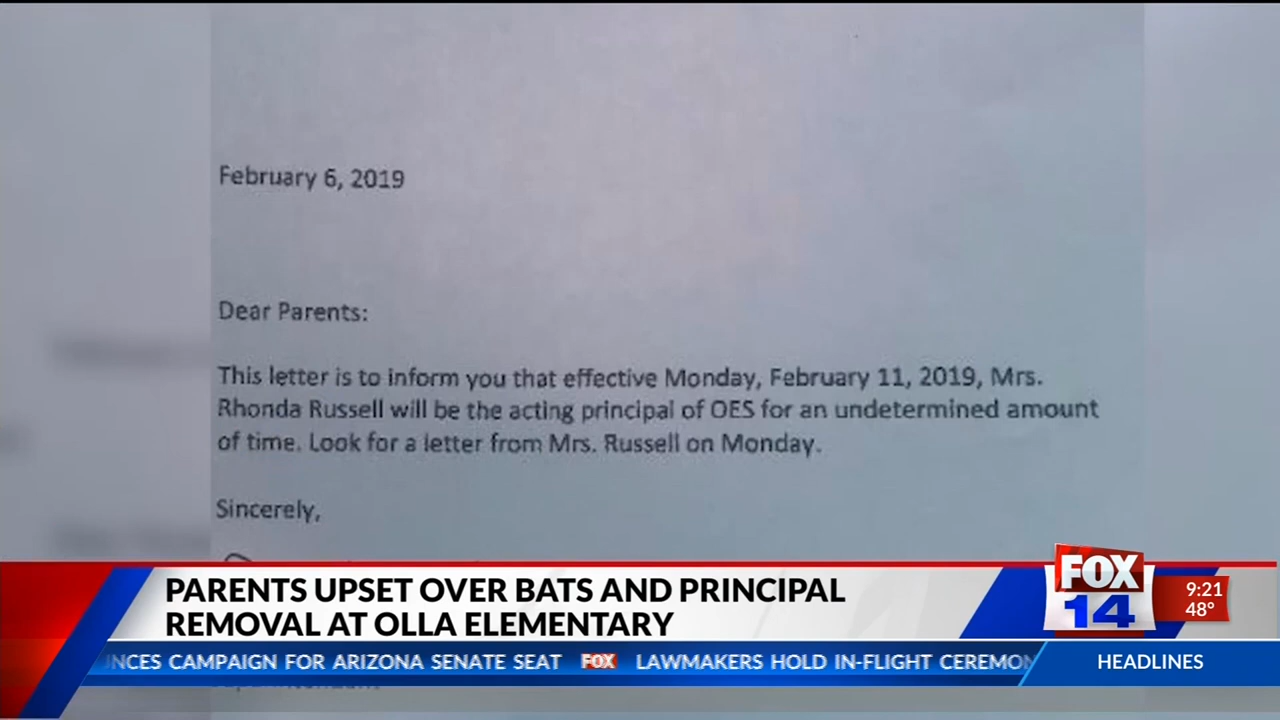 February 6, 2019
Dear Parents:
This letter is to inform you that effective Monday, February 11, 2019, Mrs.
Rhonda Russell will be the acting principal of OES for an undetermined amount
of time. Look for a letter from Mrs. Russell on Monday.
Sincerely,
PARENTS UPSET OVER BATS AND PRINCIPAL
REMOVAL AT OLLA ELEMENTARY
FOX
14
9:21
48°
NCES CAMPAIGN FOR ARIZONA SENATE SEAT FOX LAWMAKERS HOLD IN-FLIGHT CEREMON
HEADLINES